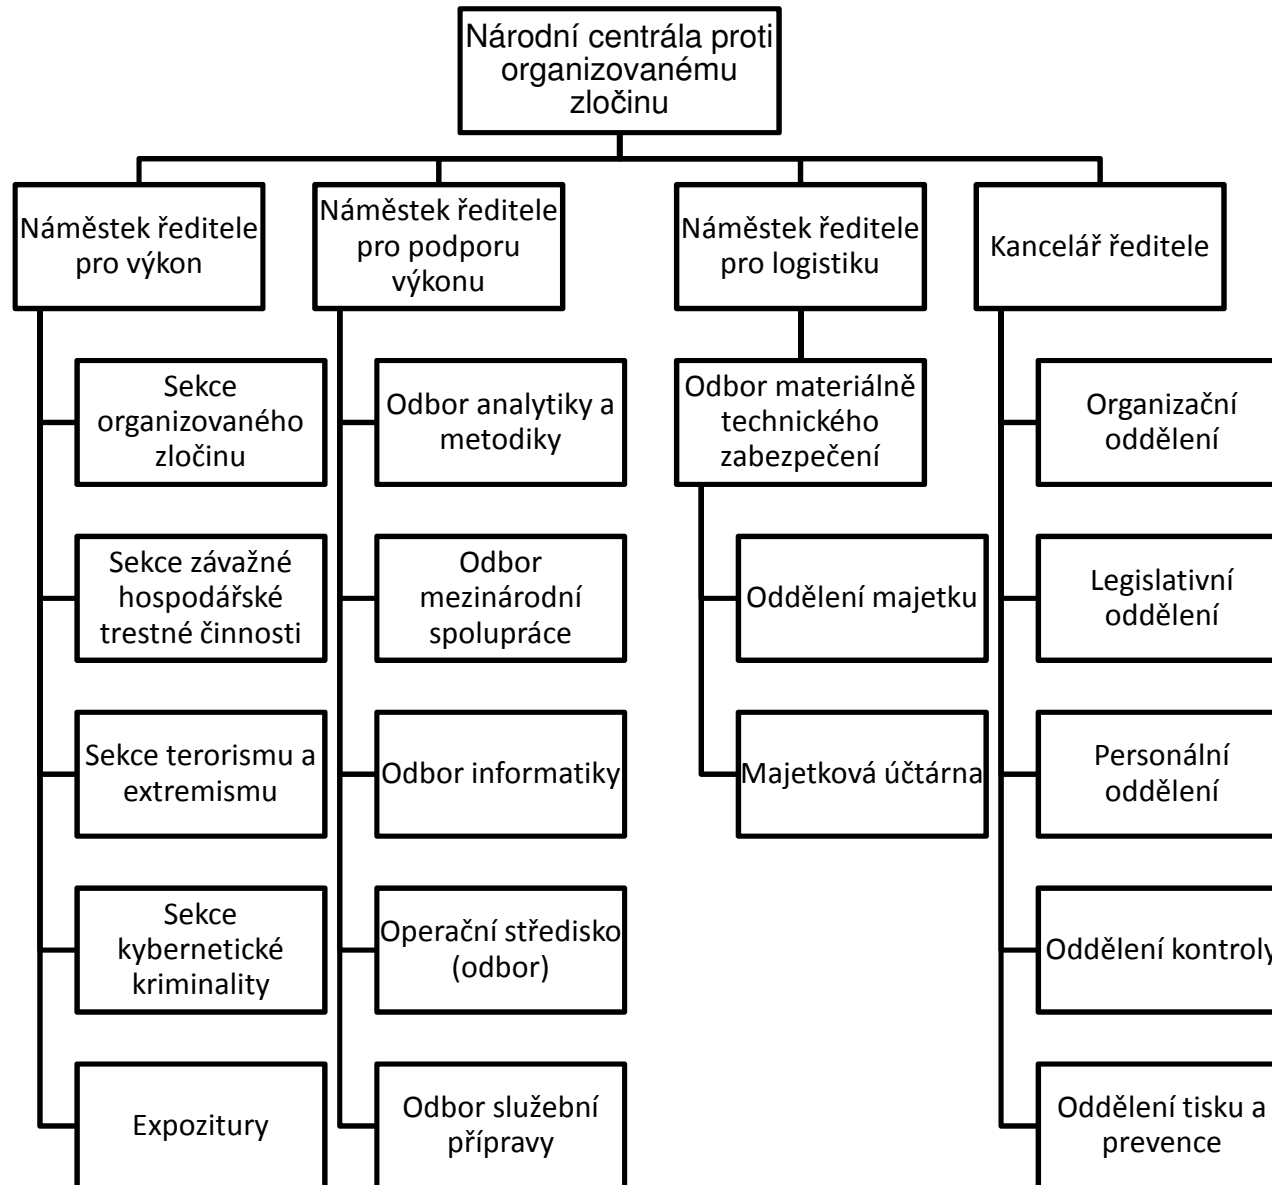 Národní centrála proti
organizovanému
zločinu
Náměstek ředitele
pro výkon
Náměstek ředitele
pro podporu
výkonu
Náměstek ředitele
pro logistiku
Kancelář ředitele
Sekce
organizovaného
zločinu
Odbor analytiky a
metodiky
Odbor materiálně
technického
zabezpečení
Organizační
oddělení
Sekce závažné
hospodářské
trestné činnosti
Odbor
mezinárodní
spolupráce
Oddělení majetku
Legislativní
oddělení
Sekce terorismu a
extremismu
Odbor informatiky
Majetková účtárna
Personální
oddělení
Sekce
kybernetické
kriminality
Operační středisko
(odbor)
Oddělení kontroly
Expozitury
Odbor služební
přípravy
Oddělení tisku a
prevence